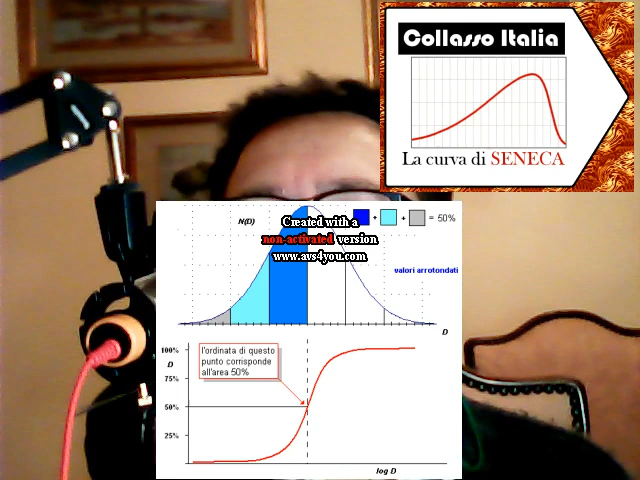 Collasso Italia
La curva di SENECA
N(D)
+ + = 50%
Created with a
non-activated version
www.avs4you.com
valori arrotondati
D
100%
D
75%
50%
25%
l'ordinata di questo
punto corrisponde
all'area 50%
log D